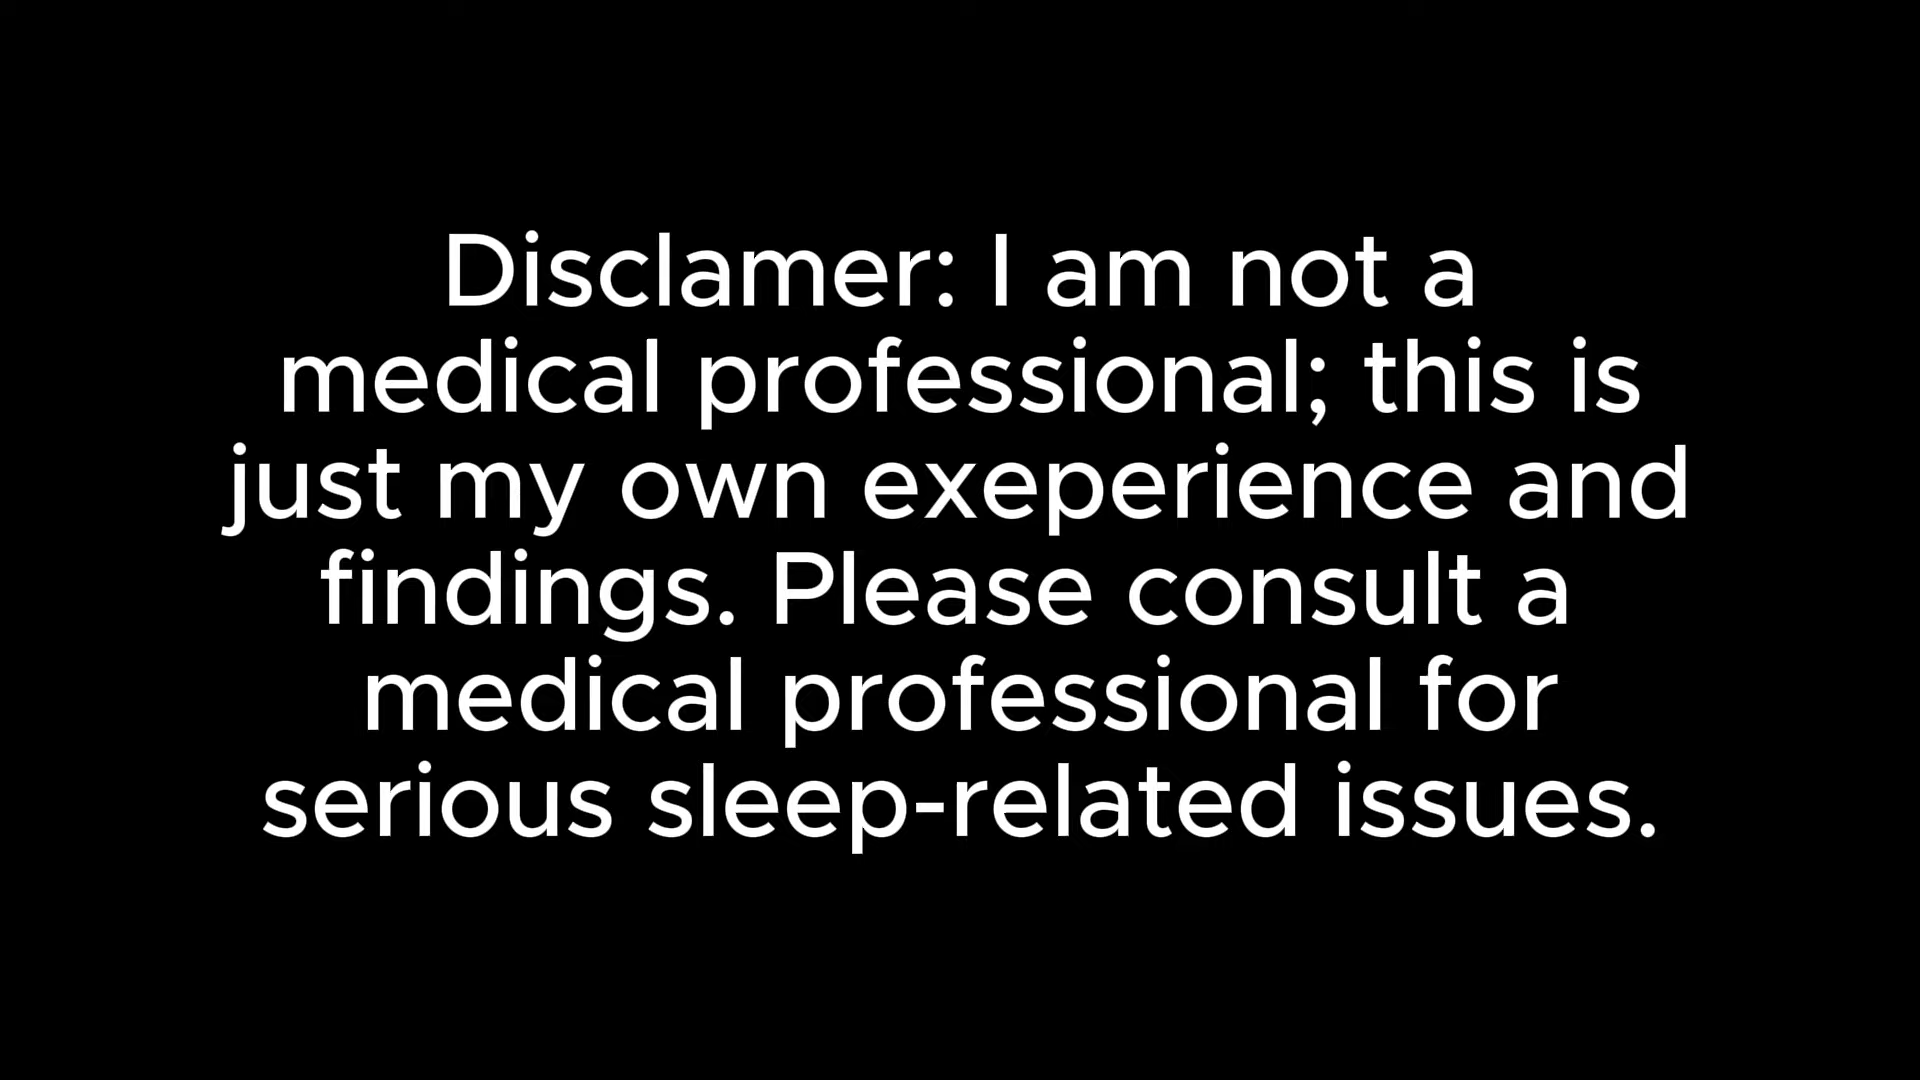 Disclamer: I am not a
medical professional; this is
just my own exeperience and
findings. Please consult a
medical professional for
serious sleep-related issues.